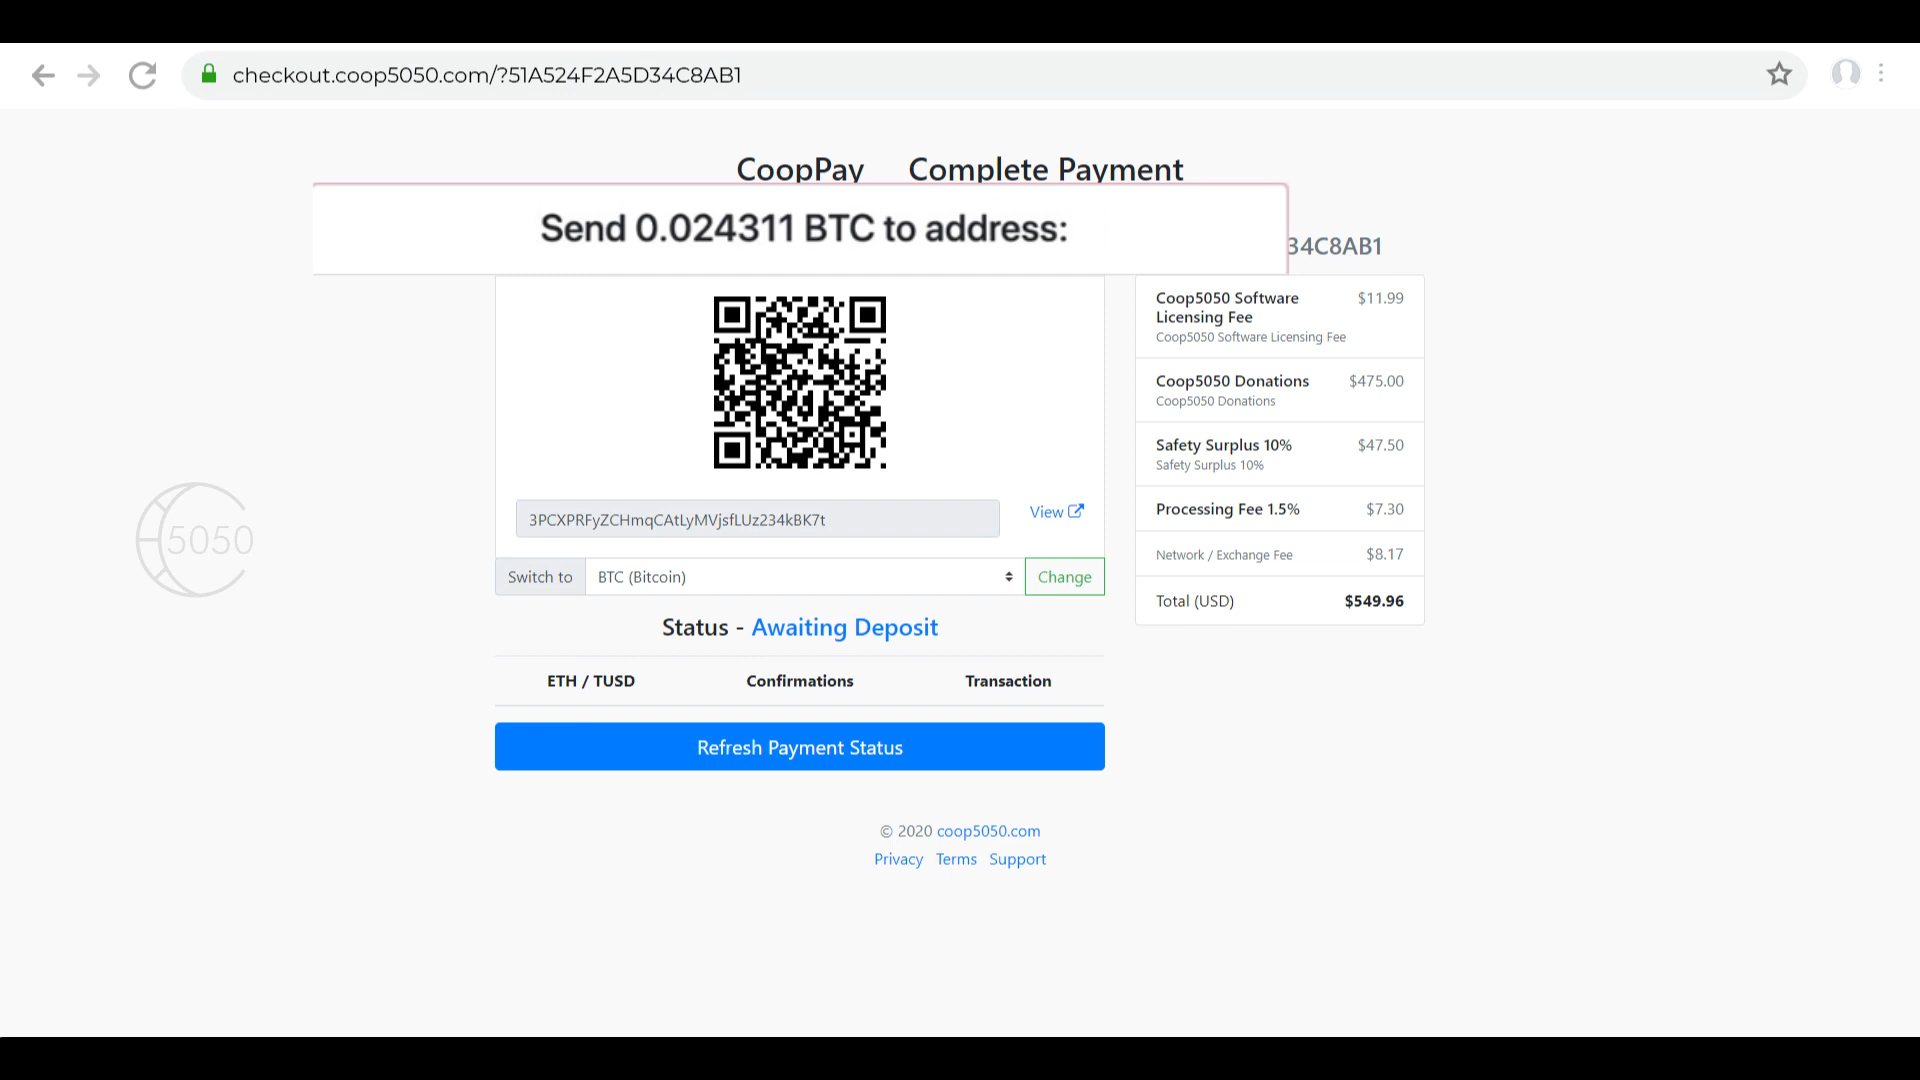 checkout.coop5050.com/?51A524F2A5D34C8AB1
CoopPay Complete Payment
Send 0.024311 BTC to address:
34C8AB1
3PCXPRFyZCHmqCAtLyMVjsfLUz234kBK7t
View
Switch to BTC (Bitcoin) Change
Status - Awaiting Deposit
ETH / TUSD Confirmations Transaction
Refresh Payment Status
Coop5050 Software $11.99
Licensing Fee
Coop5050 Software Licensing Fee
Coop5050 Donations $475.00
Coop5050 Donations
Safety Surplus 10% $47.50
Safety Surplus 10%
Processing Fee 1.5% $7.30
Network / Exchange Fee $8.17
Total (USD) $549.96
5050
© 2020 coop5050.com
Privacy Terms Support